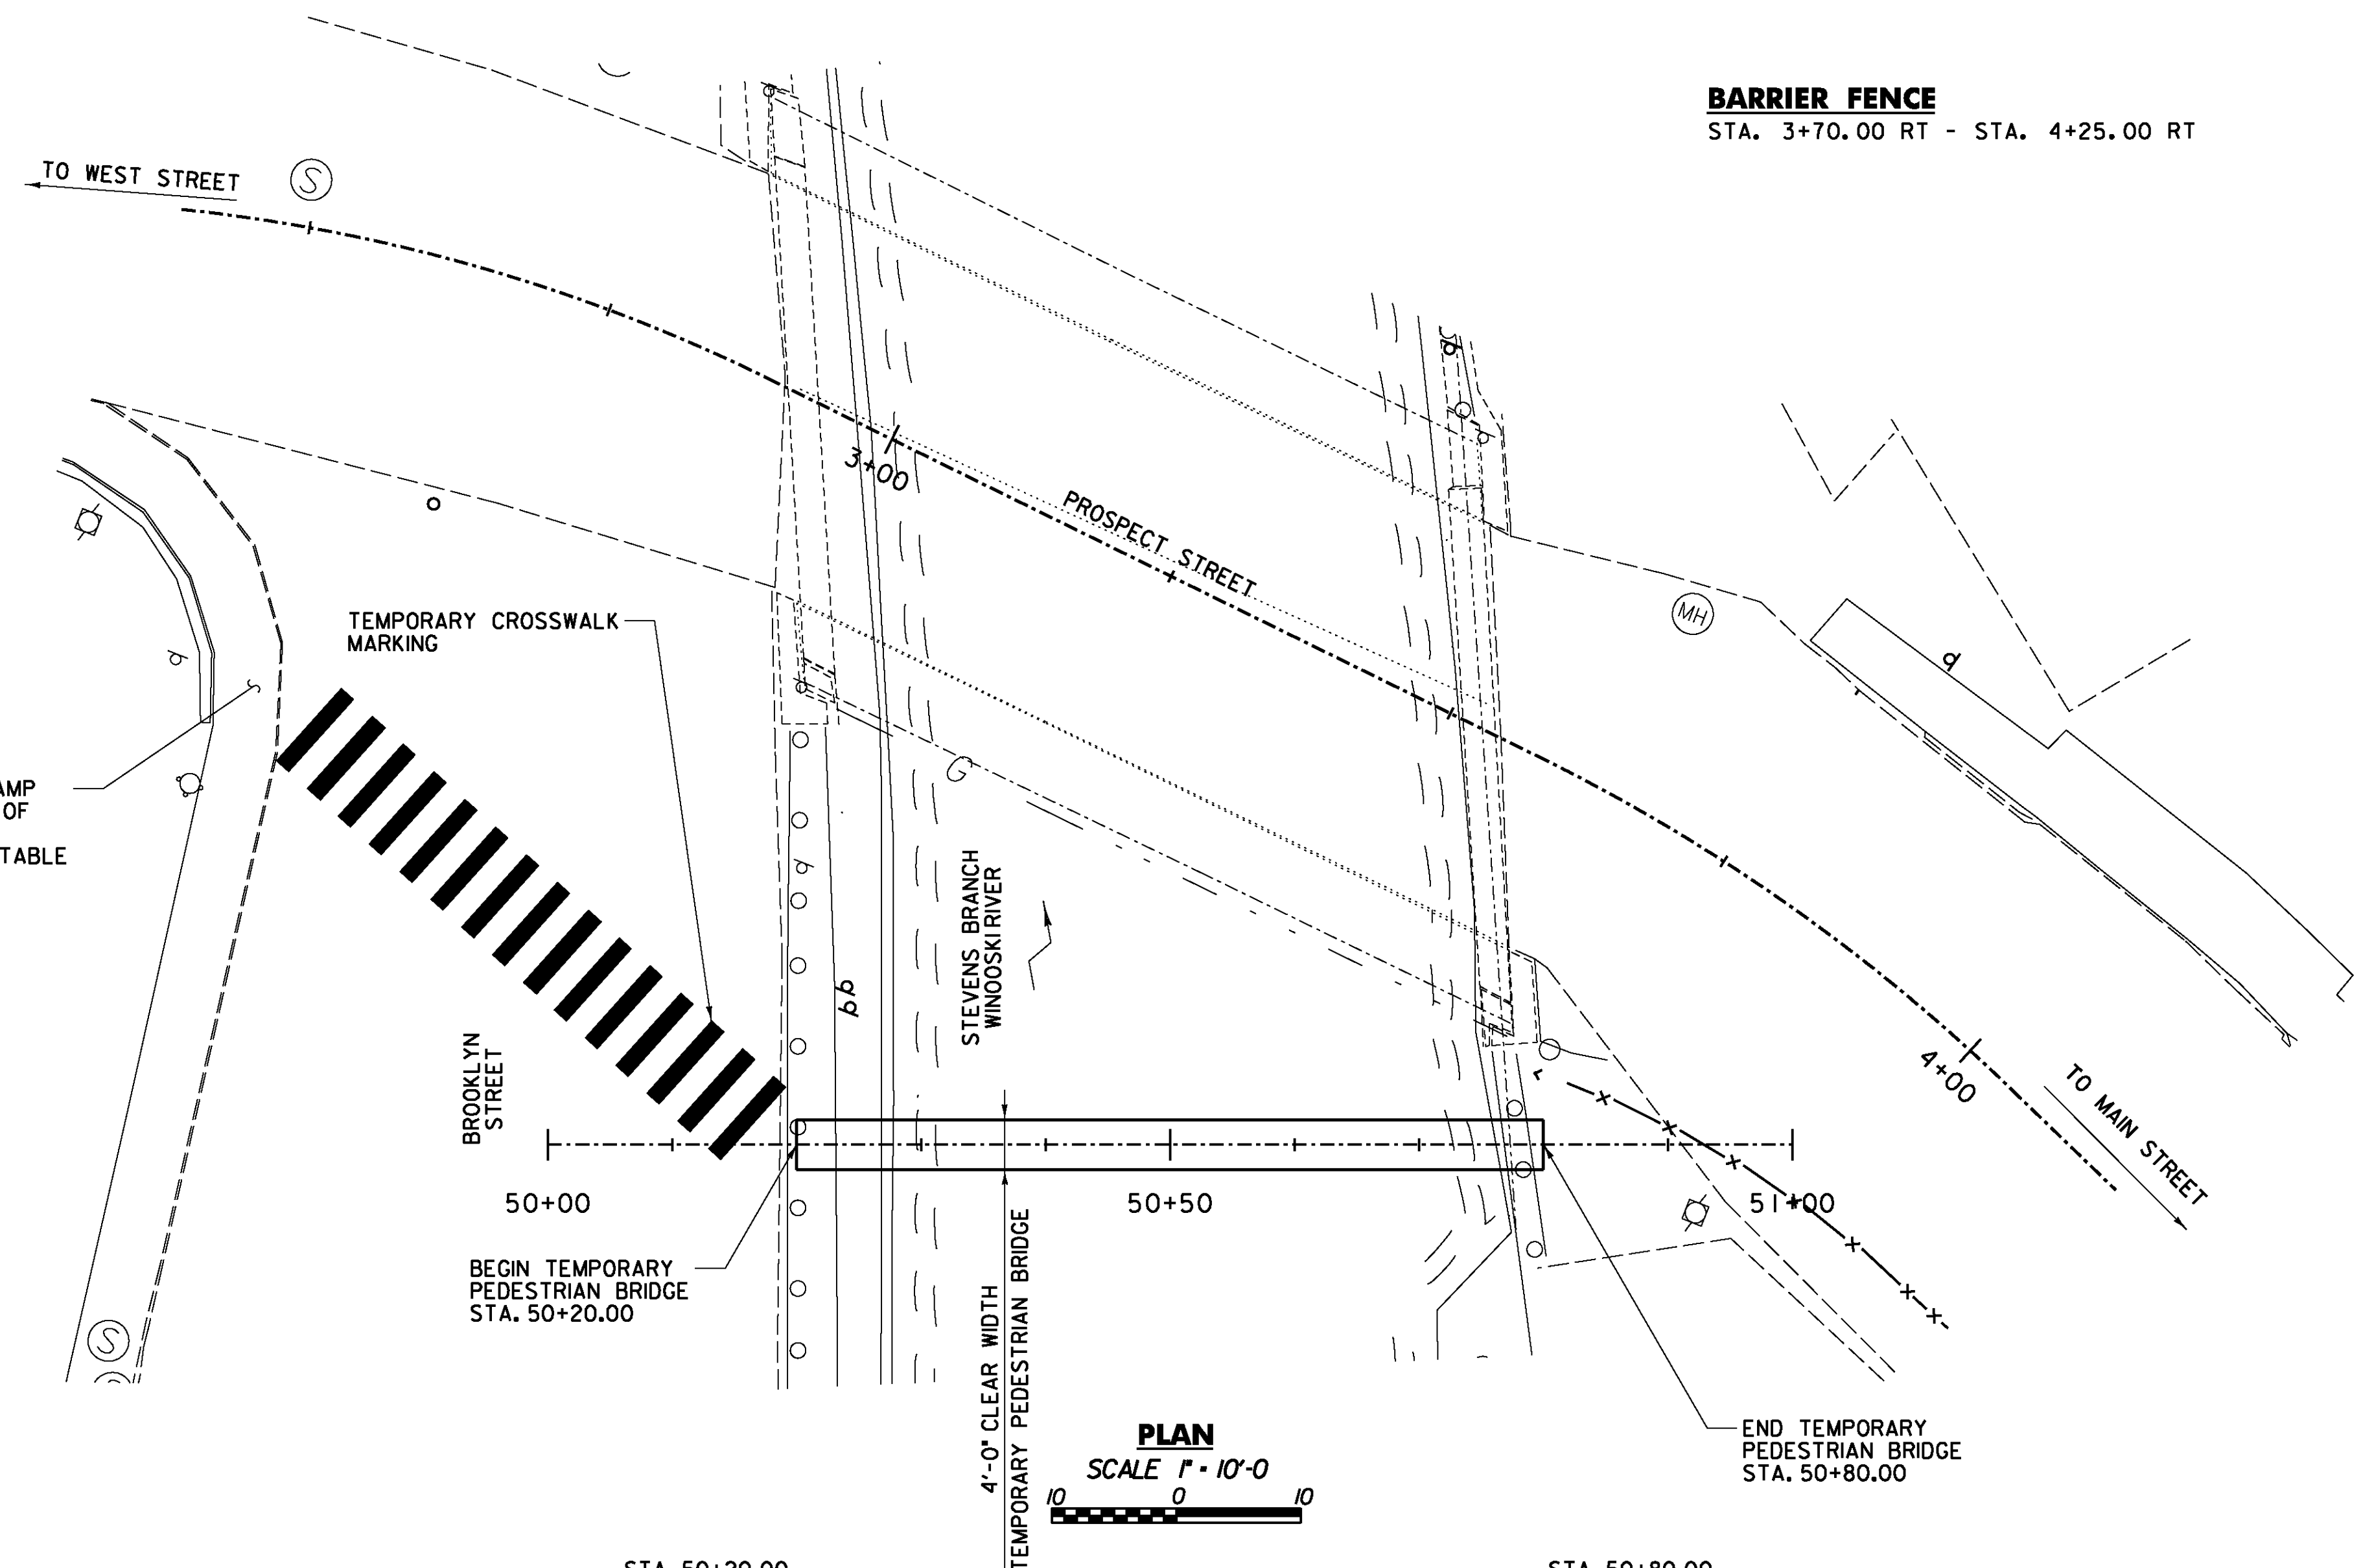 BARRIER FENCE
STA. 3+70.00 RT - STA. 4+25.00 RT
TO WEST STREET
S
3+00
PROSPECT STREET
TEMPORARY CROSSWALK
MARKING
MH
G
OF
TABLE
STEVENS BRANCH
WINOOSKI RIVER
BROOKLYN
STREET
4+00
TO MAIN STREET
50+00
50+50
51+00
BEGIN TEMPORARY
PEDESTRIAN BRIDGE
STA. 50+20.00
4'-0" CLEAR WIDTH
TEMPORARY PEDESTRIAN BRIDGE
S
END TEMPORARY
PEDESTRIAN BRIDGE
STA. 50+80.00
PLAN
SCALE 1" = 10'-0
10 0 10